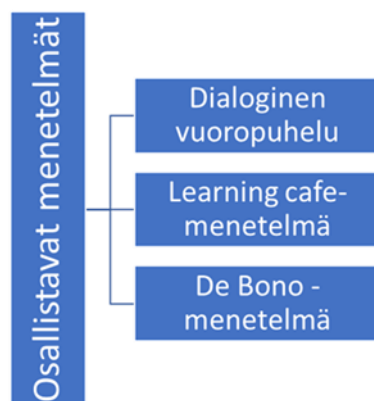 Osallistavat menetelmät
Dialoginen
vuoropuhelu
Learning cafe-
menetelmä
De Bono -
menetelmä